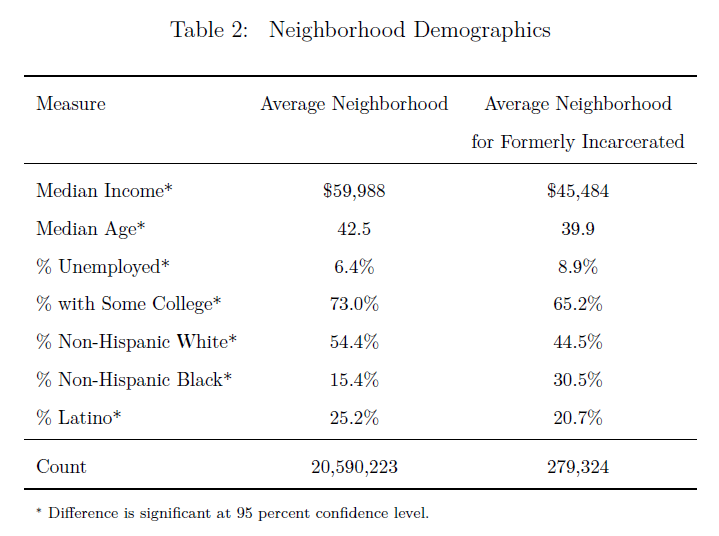 Table 2: Neighborhood Demographics
Measure Average Neighborhood Average Neighborhood
for Formerly Incarcerated
Median Income* $59,988 $45,484
Median Age* 42.5 39.9
% Unemployed* 6.4% 8.9%
% with Some College* 73.0% 65.2%
% Non-Hispanic White* 54.4% 44.5%
% Non-Hispanic Black* 15.4% 30.5%
% Latino* 25.2% 20.7%
Count 20,590,223 279,324
* Difference is significant at 95 percent confidence level.